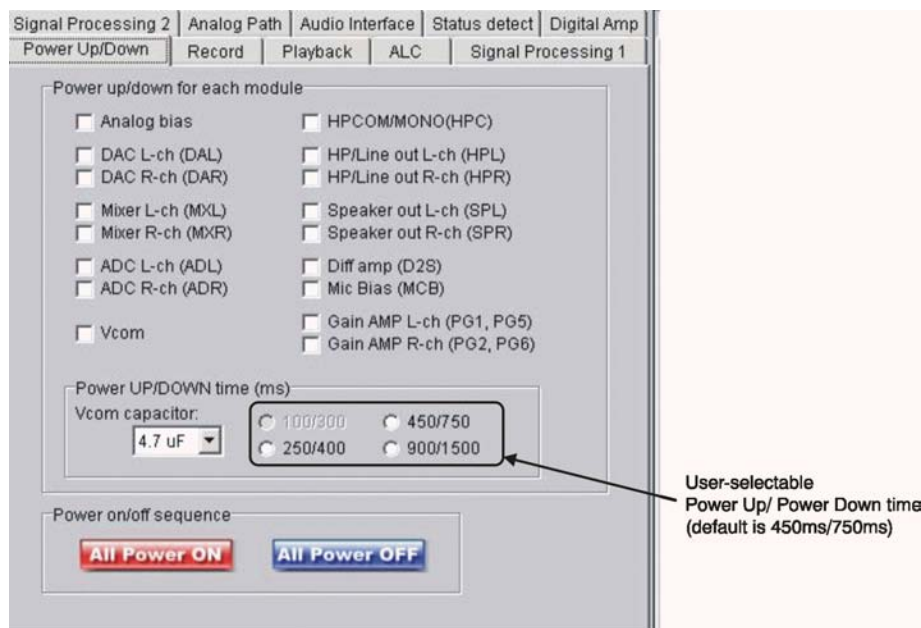 Signal Processing 2 Analog Path Audio Interface Status detect Digital Amp
Power Up/Down Record Playback ALC Signal Processing 1
Power up/down for each module
Analog bias
DAC L-ch (DAL)
DAC R-ch (DAR)
Mixer L-ch (MXL)
Mixer R-ch (MXR)
ADC L-ch (ADL)
ADC R-ch (ADR)
Vcom
HPCOM/MONO(HPC)
HP/Line out L-ch (HPL)
HP/Line out R-ch (HPR)
Speaker out L-ch (SPL)
Speaker out R-ch (SPR)
Diff amp (D2S)
Mic Bias (MCB)
Gain AMP L-ch (PG1, PG5)
Gain AMP R-ch (PG2, PG6)
Power UP/DOWN time (ms)
Vcom capacitor:
4.7 uF
100/300
450/750
250/400
900/1500
User-selectable
Power Up/ Power Down time
(default is 450ms/750ms)
Power on/off sequence
All Power ON
All Power OFF